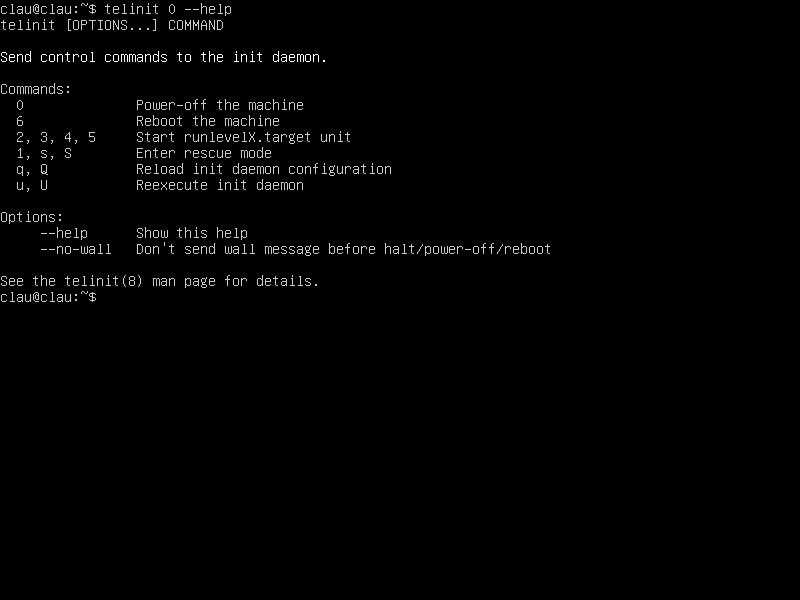 clau@clau:~$ telinit 0 --help
telinit [OPTIONS...] COMMAND

Send control commands to the init daemon.

Commands:
  0              Power-off the machine
  6              Reboot the machine
  2, 3, 4, 5     Start runlevelX.target unit
  1, s, S        Enter rescue mode
  q, Q           Reload init daemon configuration
  u, U           Reexecute init daemon

Options:
     --help      Show this help
     --no-wall   Don't send wall message before halt/power-off/reboot

See the telinit(8) man page for details.
clau@clau:~$